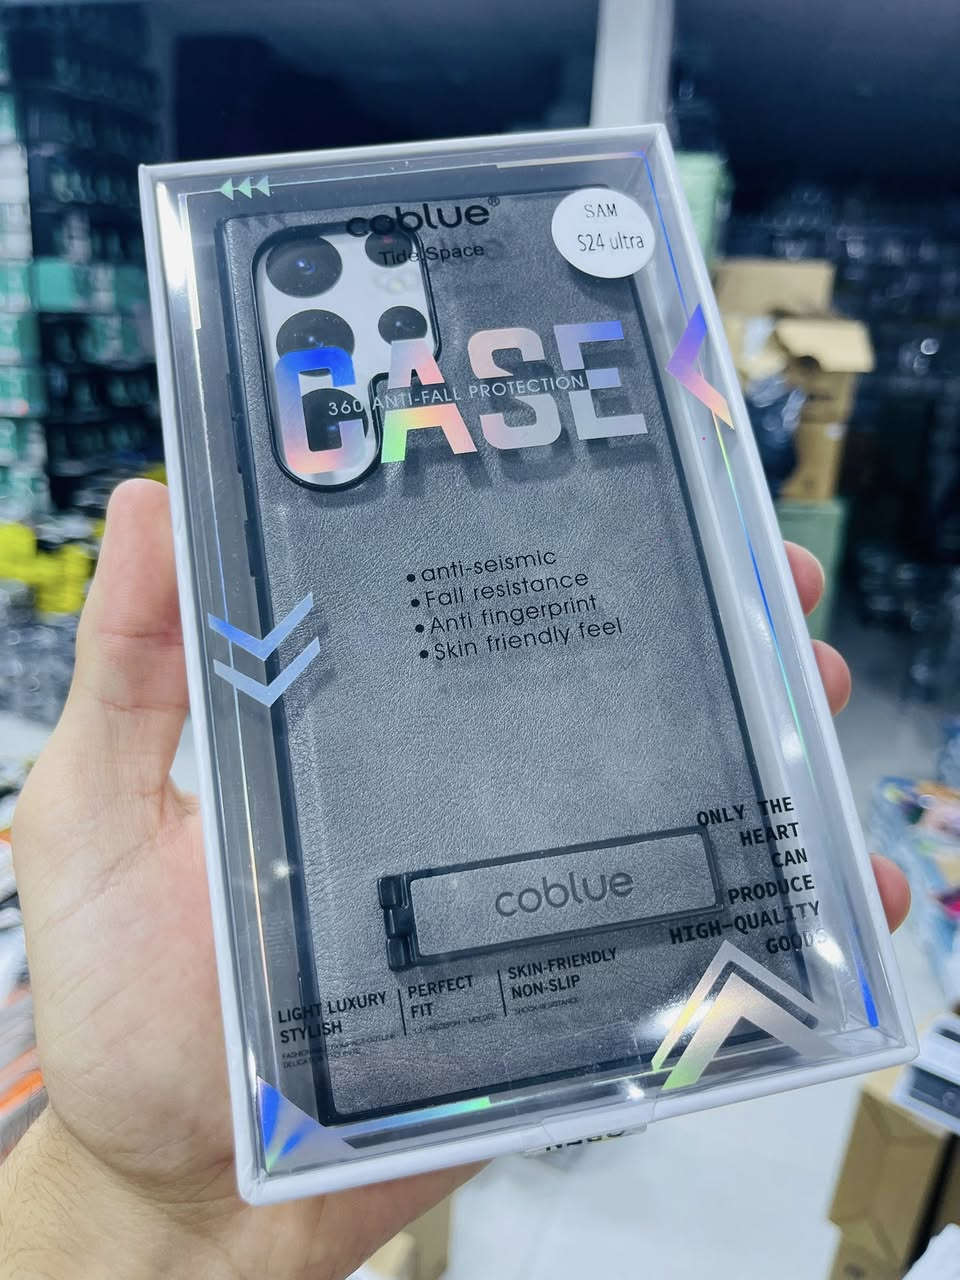 coblue®
Tide Space
SAM
S24 ultra
CASE
360 ANTI-FALL PROTECTION
• anti-seismic
• Fall resistance
• Anti fingerprint
• Skin friendly feel
ONLY THE
HEART
CAN
PRODUCE
HIGH-QUALITY
GOODS
coblue
LIGHT LUXURY
STYLISH
PERFECT
FIT
SKIN-FRIENDLY
NON-SLIP
OPEN